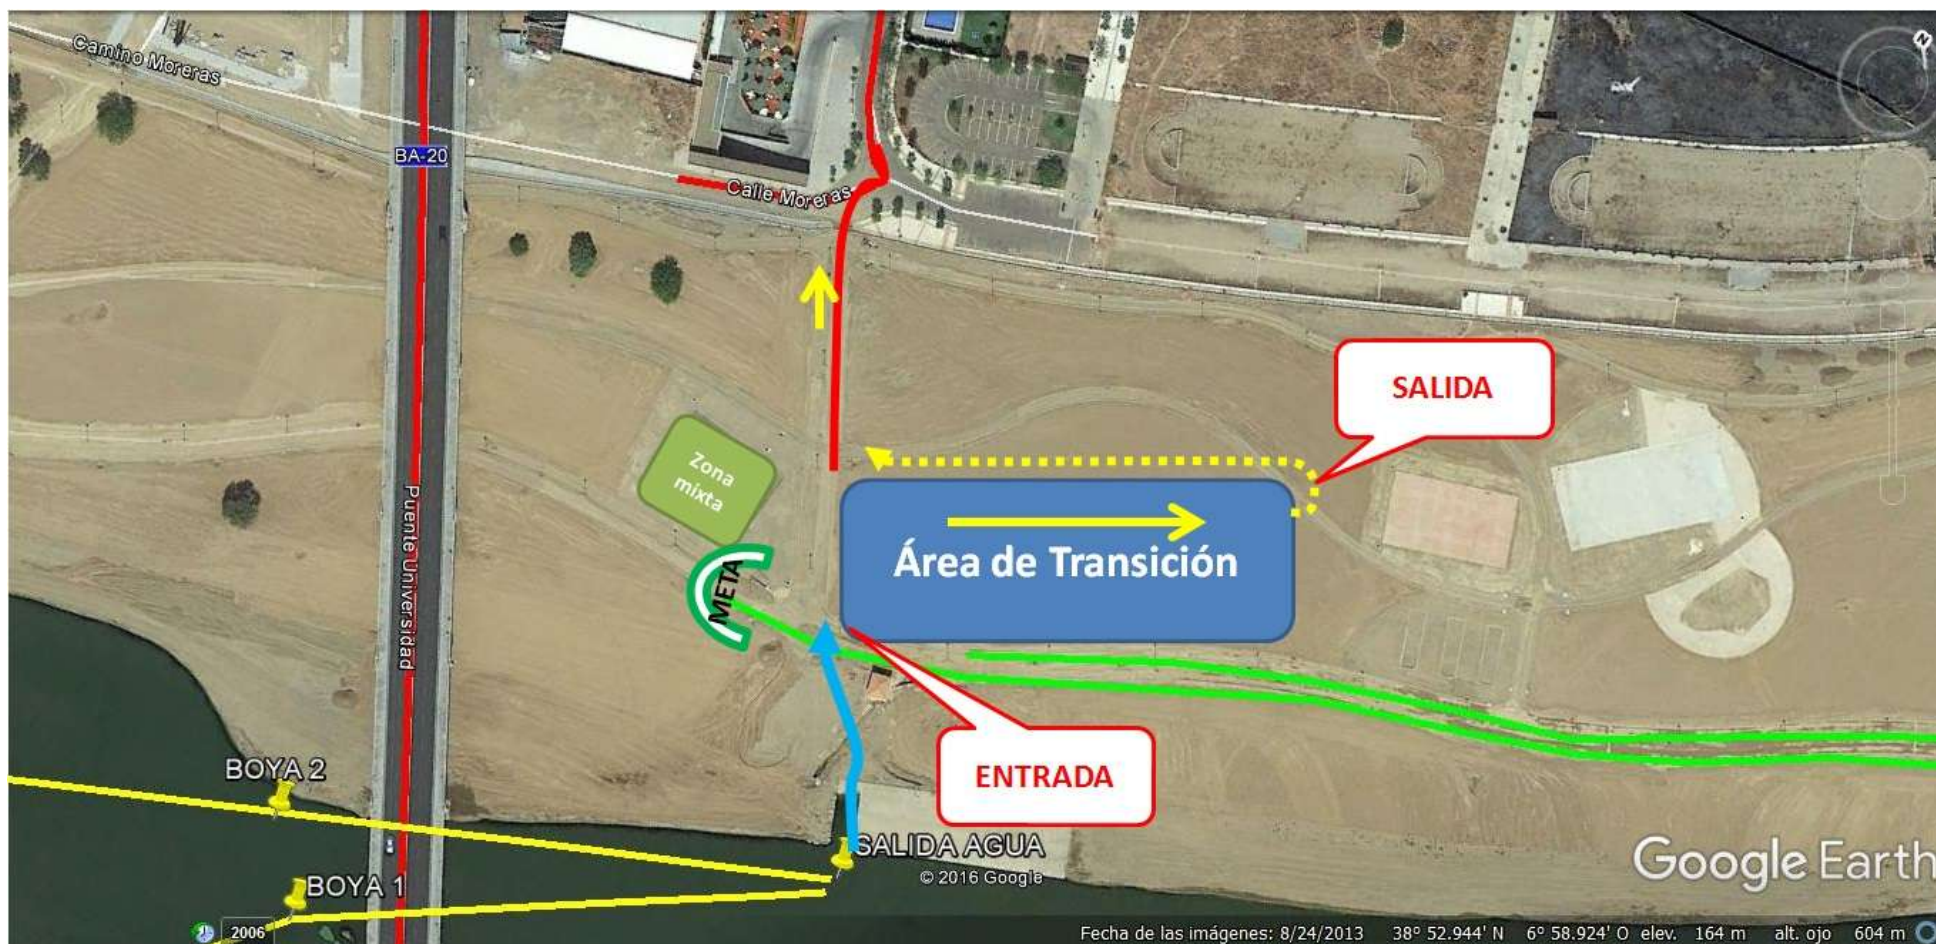 Camino Moreras
BA-20
Calle Moreras
SALIDA
Zona
mixta
Área de Transición
META
Puente Universidad
ENTRADA
BOYA 2
SALIDA AGUA
© 2016 Google
Google Earth
BOYA 1
2006
Fecha de las imágenes: 8/24/2013 38° 52.944' N 6° 58.924' O elev. 164 m alt. ojo 604 m
N